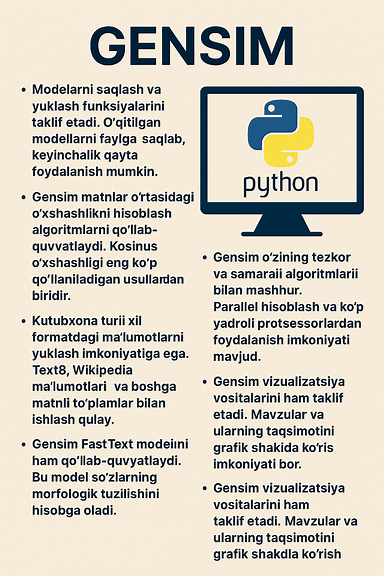 GENSIM
• Modelarni saqlash va
yuklash funksiyalarini
taklif etadi. O‘qitilgan
modellarni faylga saqlab,
keyinchalik qayta
foydalanish mumkin.
• Gensim matnlar o‘rtasidagi
o‘xshashlikni hisoblash
algoritmlarni qo‘llab-
quvvatlaydi. Kosinus
o‘xshashligi eng ko‘p
qo‘llaniladigan usullardan
biridir.
• Kutubxona turii xil
formatdagi ma‘lumotlarni
yuklash imkoniyatiga ega.
Text8, Wikipedia
ma‘lumotlari va boshga
matnli to‘plamlar bilan
ishlash qulay.
• Gensim FastText modeiıni
ham qo‘llab-quvyatlaydi.
Bu model so‘zlarning
morfologik tuzilishini
hisobga oladi.
python
• Gensim o‘zining tezkor
va samaraii algoritmlarii
bilan mashhur.
Parallel hisoblash va ko‘p
yadroli protsessorlardan
foydalanish imkoniyati
mavjud.
• Gensim vizualizatsiya
vositalarini ham taklif
etadi. Mavzular va
ularning taqsimotini
grafik shakida ko‘ris
imkoniyati bor.
• Gensim vizualizatsiya
vositalarini ham
taklif etadi. Mavzular va
ularning taqsimotini
grafik shakdla ko‘rish